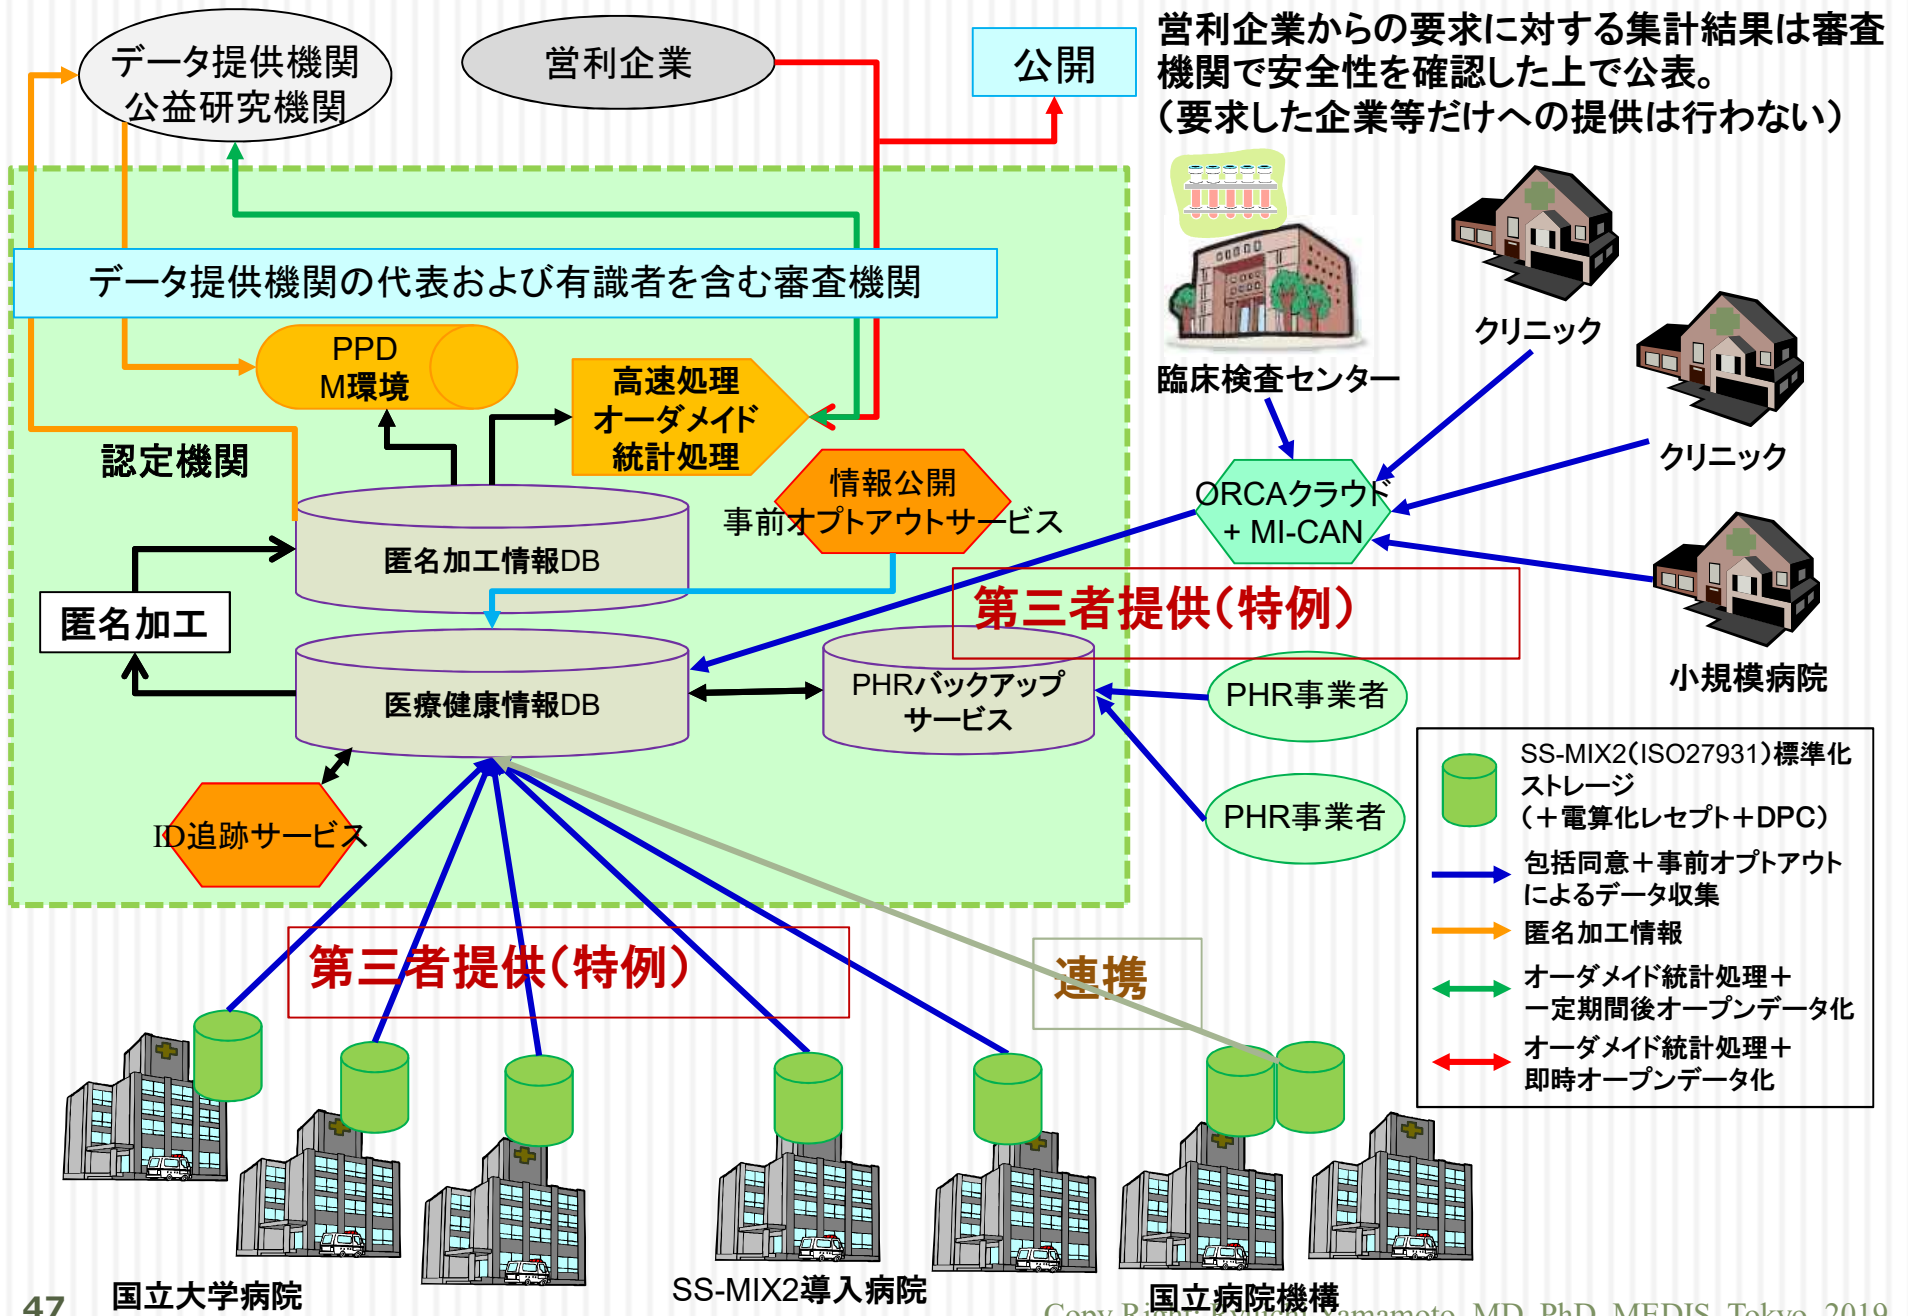 データ提供機関
公益研究機関
営利企業
公開
営利企業からの要求に対する集計結果は審査
機関で安全性を確認した上で公表。
（要求した企業等だけへの提供は行わない）
データ提供機関の代表および有識者を含む審査機関
PPD
M環境
高速処理
オーダメイド
統計処理
認定機関
情報公開
事前オプトアウトサービス
匿名加工情報DB
匿名加工
医療健康情報DB
PHRバックアップ
サービス
ID追跡サービス
臨床検査センター
クリニック
クリニック
小規模病院
ORCAクラウド
+ MI-CAN
第三者提供（特例）
PHR事業者
PHR事業者
SS-MIX2（ISO27931）標準化
ストレージ
（＋電算化レセプト＋DPC）
包括同意＋事前オプトアウト
によるデータ収集
匿名加工情報
オーダメイド統計処理＋
一定期間後オープンデータ化
オーダメイド統計処理＋
即時オープンデータ化
第三者提供（特例）
連携
国立大学病院
SS-MIX2導入病院
国立病院機構
47
Copy Right: Ryuichi Yamamoto, MD, PhD, MEDIS, Tokyo, 2019